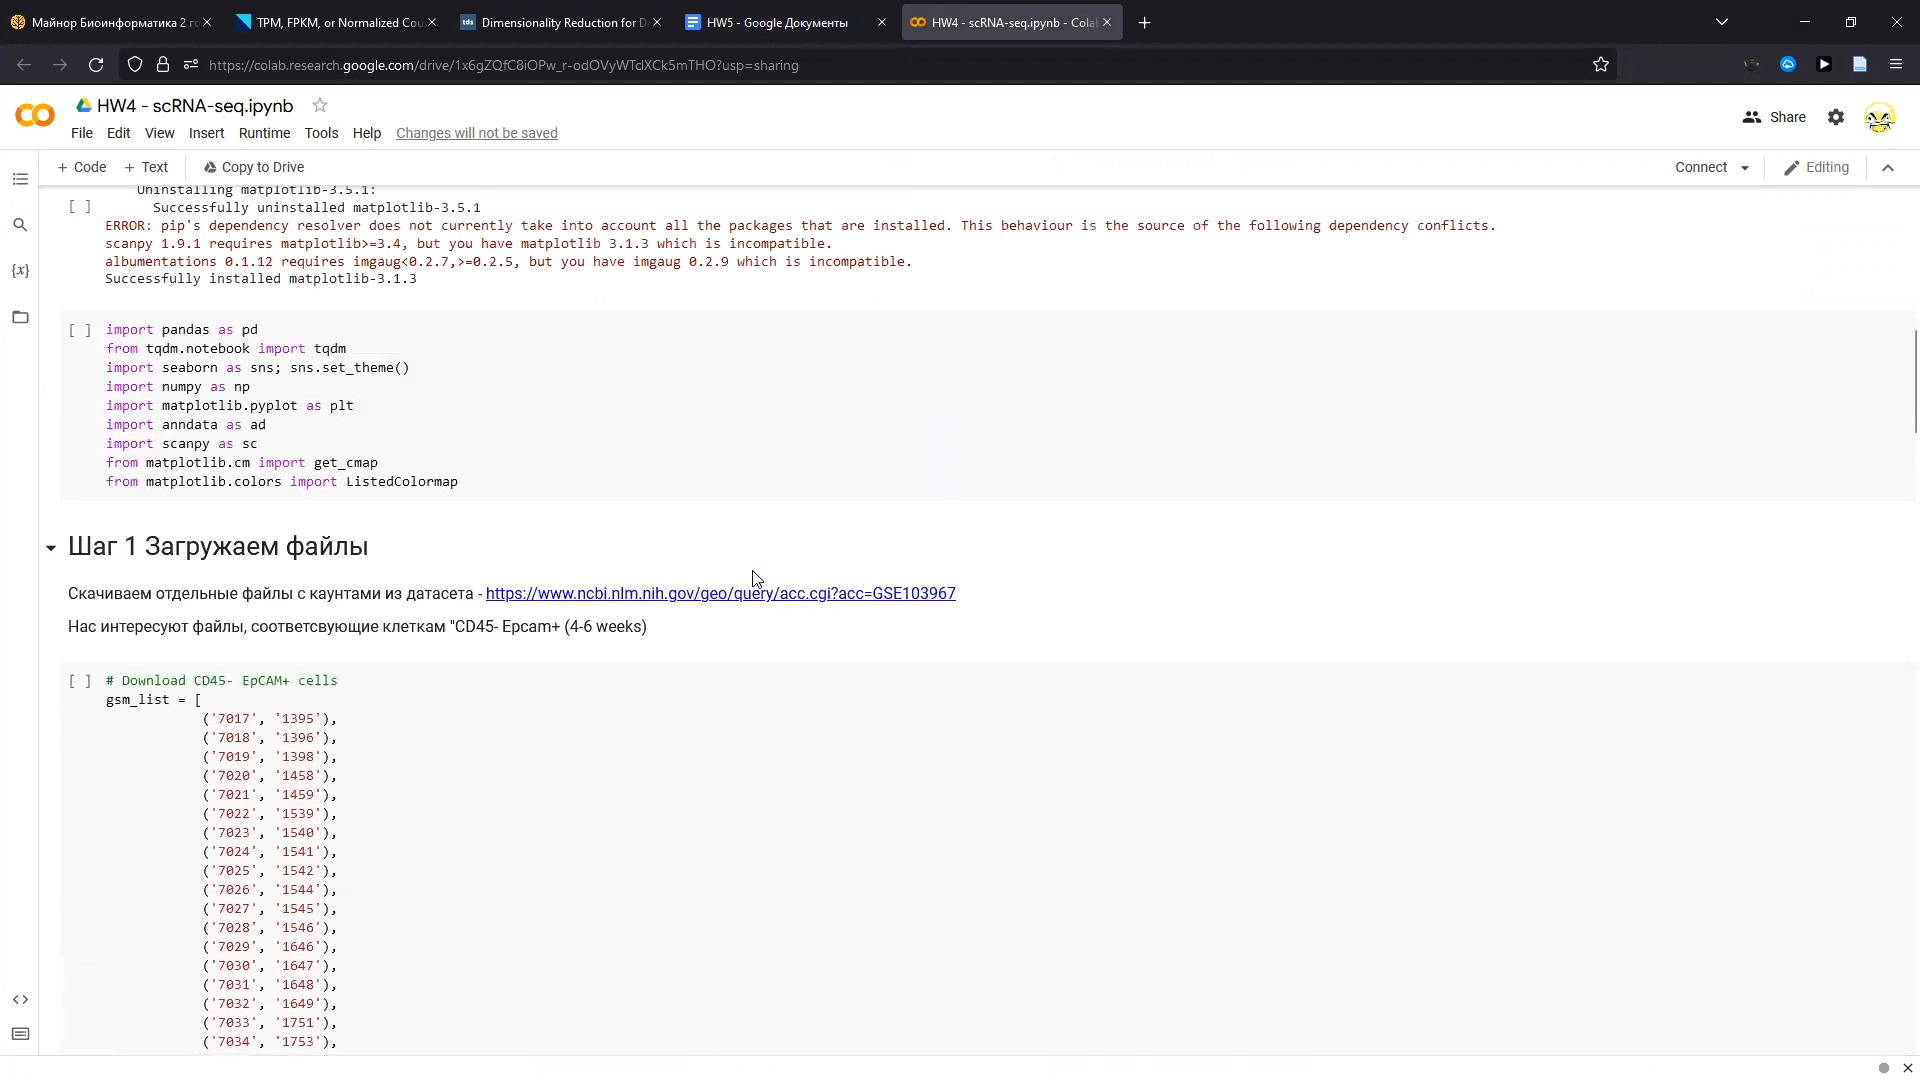 Майнор Биоинформатика 2 го
TPM, FPKM, or Normalized Cou
tds Dimensionality Reduction for D
HW5 - Google Документы
HW4 - scRNA-seq.ipynb - Cola
https://colab.research.google.com/drive/1x6gZQfC8iOPw_r-odOVyWTclXCk5mTHO?usp=sharing
HW4 - scRNA-seq.ipynb
Share
File Edit View Insert Runtime Tools Help Changes will not be saved
+ Code + Text Copy to Drive
Connect Editing
Uninstalling matplotlib-3.5.1:
[ ] Successfully uninstalled matplotlib-3.5.1
ERROR: pip's dependency resolver does not currently take into account all the packages that are installed. This behaviour is the source of the following dependency conflicts.
scanpy 1.9.1 requires matplotlib>=3.4, but you have matplotlib 3.1.3 which is incompatible.
albumentations 0.1.12 requires imgaug<0.2.7,>=0.2.5, but you have imgaug 0.2.9 which is incompatible.
Successfully installed matplotlib-3.1.3
[ ] import pandas as pd
from tqdm.notebook import tqdm
import seaborn as sns; sns.set_theme()
import numpy as np
import matplotlib.pyplot as plt
import anndata as ad
import scanpy as sc
from matplotlib.cm import get_cmap
from matplotlib.colors import ListedColormap
Шаг 1 Загружаем файлы
Скачиваем отдельные файлы с каунтами из датасета - https://www.ncbi.nlm.nih.gov/geo/query/acc.cgi?acc=GSE103967
Нас интересуют файлы, соответсвующие клеткам "CD45- Epcam+ (4-6 weeks)
[ ] # Download CD45- EpCAM+ cells
gsm_list = [
('7017', '1395'),
('7018', '1396'),
('7019', '1398'),
('7020', '1458'),
('7021', '1459'),
('7022', '1539'),
('7023', '1540'),
('7024', '1541'),
('7025', '1542'),
('7026', '1544'),
('7027', '1545'),
('7028', '1546'),
('7029', '1646'),
('7030', '1647'),
('7031', '1648'),
('7032', '1649'),
('7033', '1751'),
('7034', '1753'),